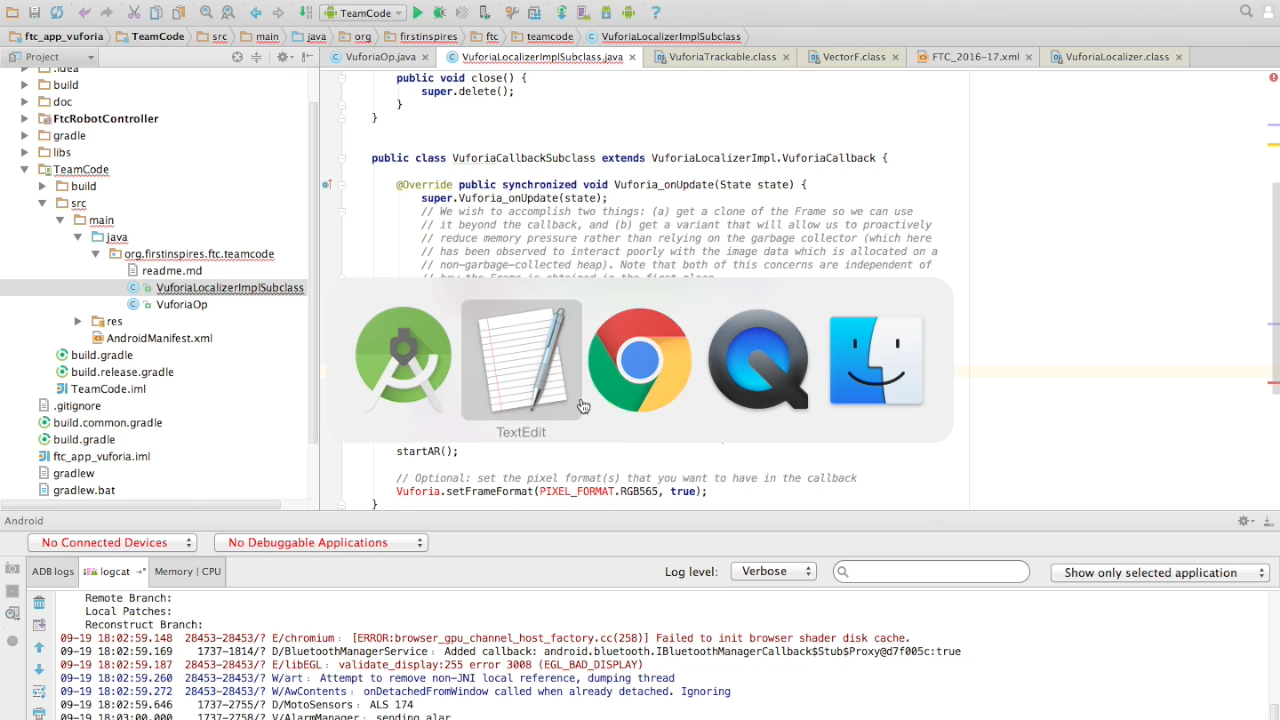 TeamCode
ftc_app_vuforia
TeamCode
src
main
java
org
firstinspires
ftc
teamcode
VuforiaLocalizerImplSubclass
Project
VuforiaOp.java
VuforiaLocalizerImplSubclass.java
VuforiaTrackable.class
VectorF.class
FTC_2016-17.xml
VuforiaLocalizer.class
.idea
build
doc
FtcRobotController
gradle
libs
TeamCode
build
src
main
java
org.firstinspires.ftc.teamcode
readme.md
VuforiaLocalizerImplSubclass
VuforiaOp
res
AndroidManifest.xml
build.gradle
build.release.gradle
TeamCode.iml
.gitignore
build.common.gradle
build.gradle
ftc_app_vuforia.iml
gradlew
gradlew.bat
public void close() {
super.delete();
}
}
public class VuforiaCallbackSubclass extends VuforiaLocalizerImpl.VuforiaCallback {
@Override public synchronized void Vuforia_onUpdate(State state) {
super.Vuforia_onUpdate(state);
// We wish to accomplish two things: (a) get a clone of the Frame so we can use
// it beyond the callback, and (b) get a variant that will allow us to proactively
// reduce memory pressure rather than relying on the garbage collector (which here
// has been observed to interact poorly with the image data which is allocated on a
// non-garbage-collected heap). Note that both of this concerns are independent of
TextEdit
startAR();
// Optional: set the pixel format(s) that you want to have in the callback
Vuforia.setFrameFormat(PIXEL_FORMAT.RGB565, true);
}
Android
No Connected Devices
No Debuggable Applications
ADB logs
logcat
Memory | CPU
Log level:
Verbose
Show only selected application
Remote Branch:
Local Patches:
Reconstruct Branch:
09-19 18:02:59.148 28453-28453/? E/chromium: [ERROR:browser_gpu_channel_host_factory.cc(258)] Failed to init browser shader disk cache.
09-19 18:02:59.169 1737-1814/? D/BluetoothManagerService: Added callback: android.bluetooth.IBluetoothManagerCallback$Stub$Proxy@d7f005c:true
09-19 18:02:59.187 28453-28453/? E/libEGL: validate_display:255 error 3008 (EGL_BAD_DISPLAY)
09-19 18:02:59.260 28453-28453/? W/art: Attempt to remove non-JNI local reference, dumping thread
09-19 18:02:59.272 28453-28453/? W/AwContents: onDetachedFromWindow called when already detached. Ignoring
09-19 18:02:59.646 1737-2758/? D/MotoSensors: ALS 174
09-19 18:03:00.000 1737-2755/? V/AlarmManager: sending alar